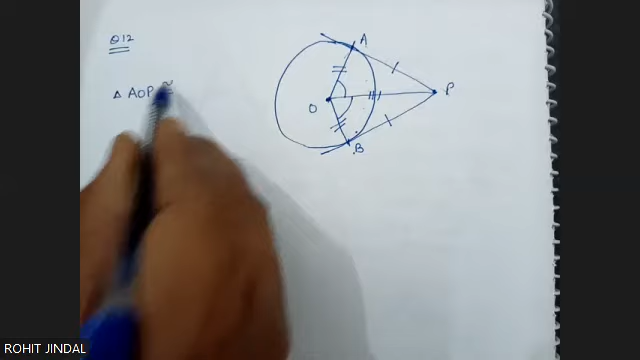 Q12
A
△ AOP ≅
P
O
B
ROHIT JINDAL